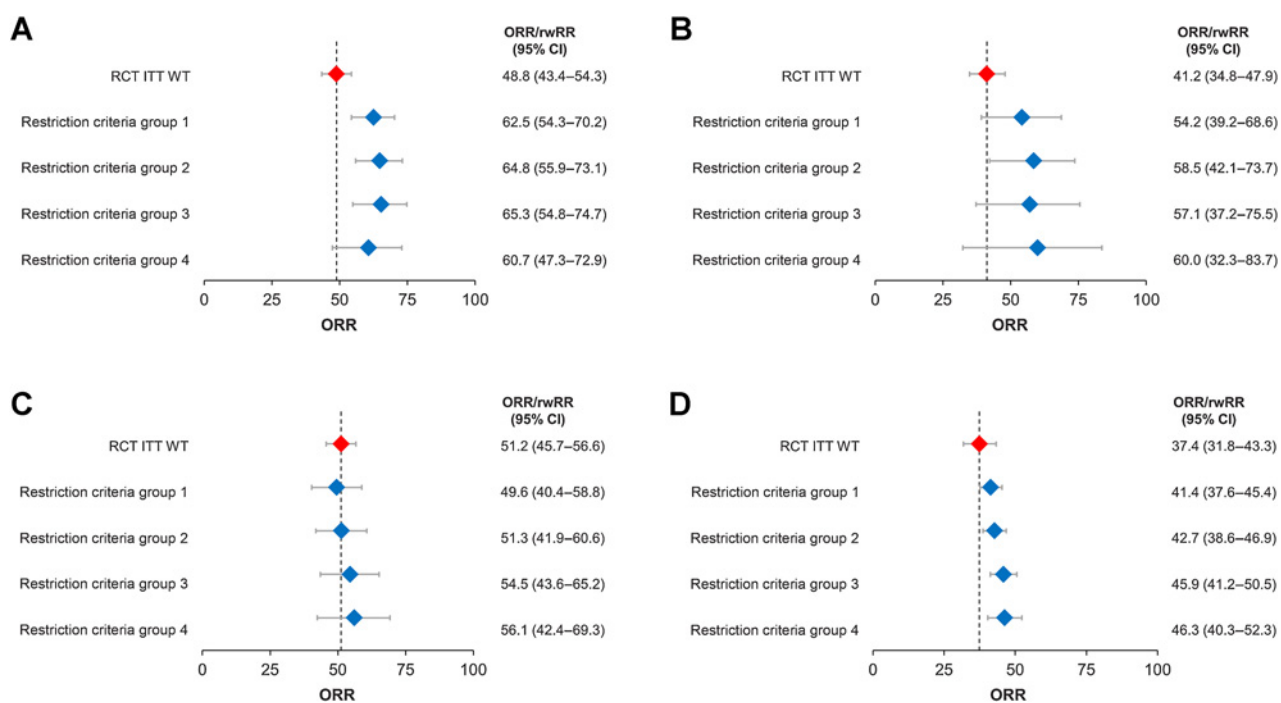 A
ORR/rwRR
(95% CI)
RCT ITT WT 48.8 (43.4–54.3)
Restriction criteria group 1 62.5 (54.3–70.2)
Restriction criteria group 2 64.8 (55.9–73.1)
Restriction criteria group 3 65.3 (54.8–74.7)
Restriction criteria group 4 60.7 (47.3–72.9)
0 25 50 75 100
ORR
B
ORR/rwRR
(95% CI)
RCT ITT WT 41.2 (34.8–47.9)
Restriction criteria group 1 54.2 (39.2–68.6)
Restriction criteria group 2 58.5 (42.1–73.7)
Restriction criteria group 3 57.1 (37.2–75.5)
Restriction criteria group 4 60.0 (32.3–83.7)
0 25 50 75 100
ORR
C
ORR/rwRR
(95% CI)
RCT ITT WT 51.2 (45.7–56.6)
Restriction criteria group 1 49.6 (40.4–58.8)
Restriction criteria group 2 51.3 (41.9–60.6)
Restriction criteria group 3 54.5 (43.6–65.2)
Restriction criteria group 4 56.1 (42.4–69.3)
0 25 50 75 100
ORR
D
ORR/rwRR
(95% CI)
RCT ITT WT 37.4 (31.8–43.3)
Restriction criteria group 1 41.4 (37.6–45.4)
Restriction criteria group 2 42.7 (38.6–46.9)
Restriction criteria group 3 45.9 (41.2–50.5)
Restriction criteria group 4 46.3 (40.3–52.3)
0 25 50 75 100
ORR